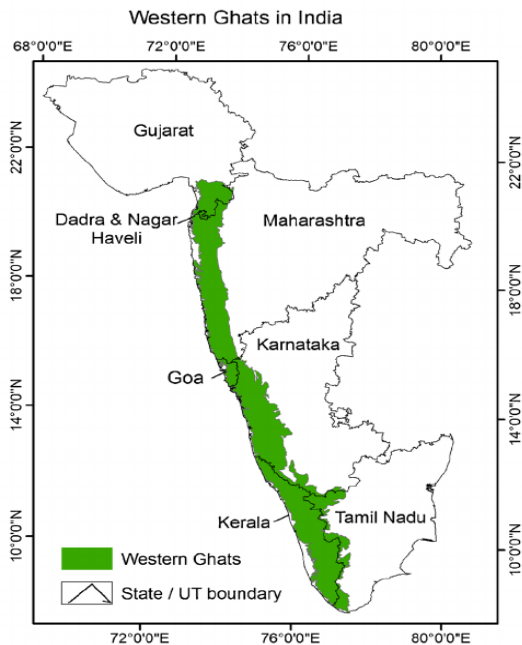 Western Ghats in India
68°0'0"E 72°0'0"E 76°0'0"E 80°0'0"E
22°0'0"N
18°0'0"N
14°0'0"N
10°0'0"N
22°0'0"N
18°0'0"N
14°0'0"N
10°0'0"N
Gujarat
Dadra & Nagar
Haveli
Maharashtra
Karnataka
Goa
Kerala
Tamil Nadu
Western Ghats
State / UT boundary
72°0'0"E 76°0'0"E 80°0'0"E